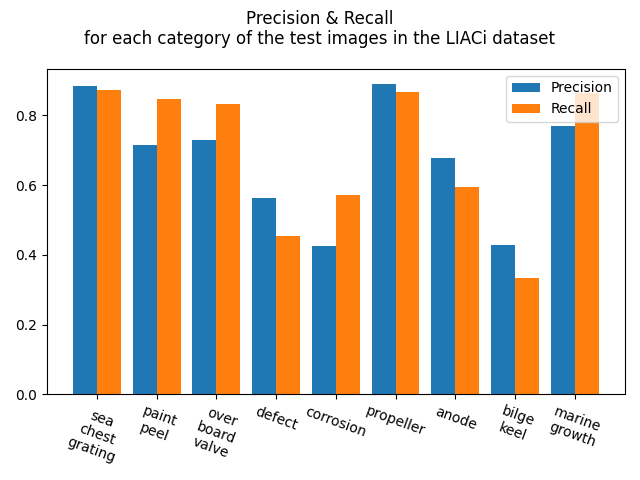 Precision & Recall
for each category of the test images in the LIACi dataset
Precision
Recall
0.8
0.6
0.4
0.2
0.0
sea
chest
grating
paint
peel
over
board
valve
defect
corrosion
propeller
anode
bilge
keel
marine
growth